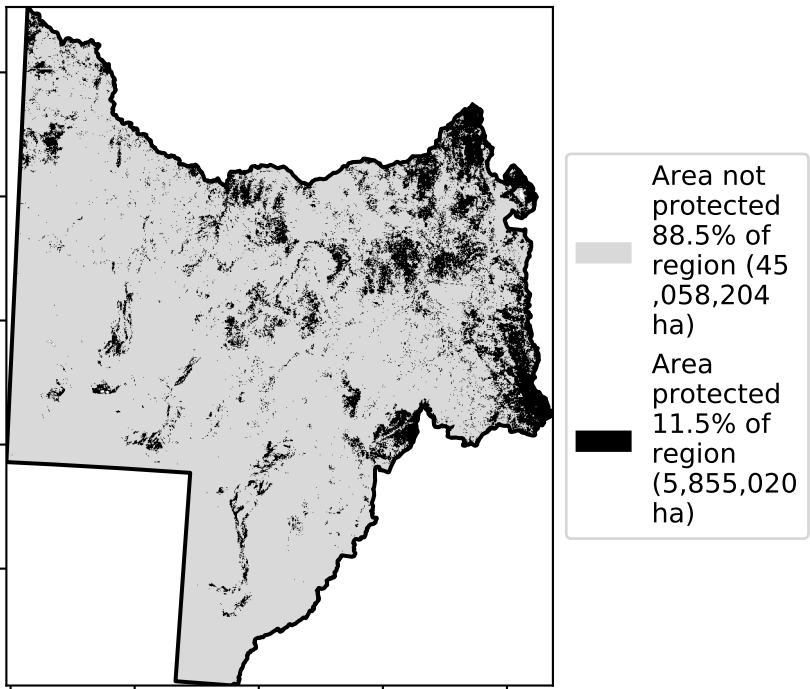 Area not
protected
88.5% of
region (45
,058,204
ha)
Area
protected
11.5% of
region
(5,855,020
ha)